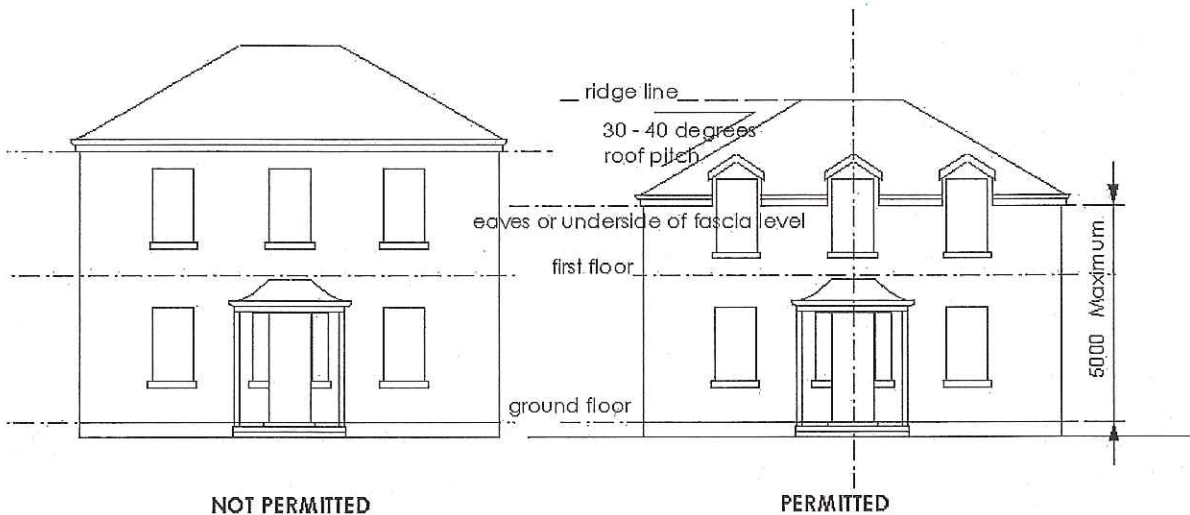 ridge line
30 - 40 degrees
roof pitch
eaves or underside of fascia level
first floor
5000 Maximum
ground floor
NOT PERMITTED
PERMITTED